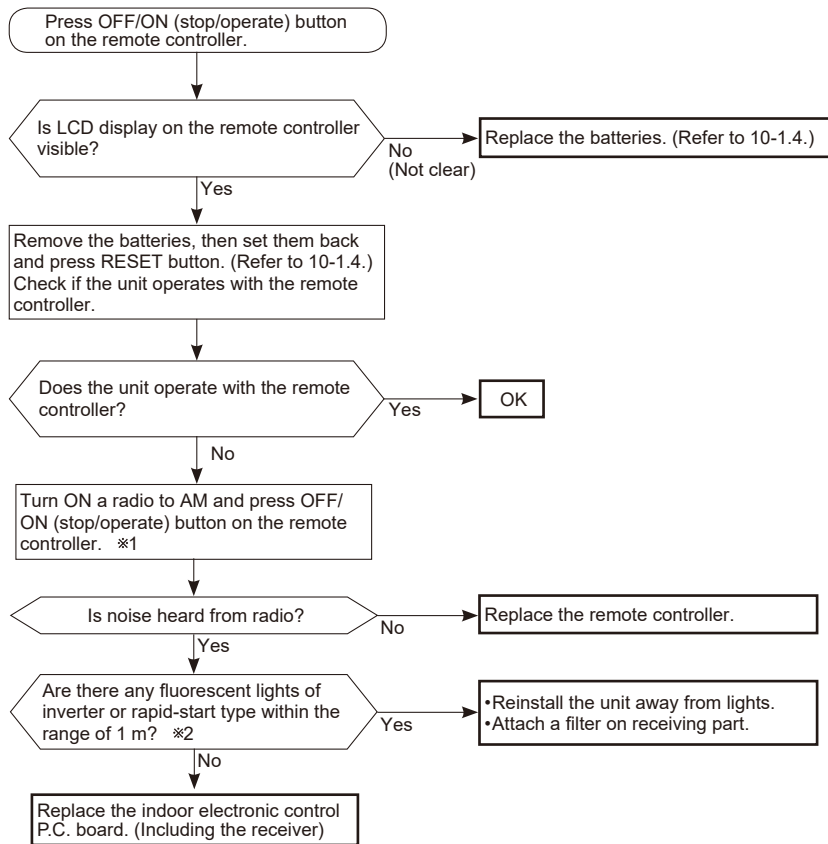 Press OFF/ON (stop/operate) button
on the remote controller.
Is LCD display on the remote controller
visible?
No
(Not clear)
Replace the batteries. (Refer to 10-1.4.)
Yes
Remove the batteries, then set them back
and press RESET button. (Refer to 10-1.4.)
Check if the unit operates with the remote
controller.
Does the unit operate with the remote
controller?
Yes
OK
No
Turn ON a radio to AM and press OFF/
ON (stop/operate) button on the remote
controller. ※1
Is noise heard from radio?
No
Replace the remote controller.
Yes
Are there any fluorescent lights of
inverter or rapid-start type within the
range of 1 m? ※2
Yes
•Reinstall the unit away from lights.
•Attach a filter on receiving part.
No
Replace the indoor electronic control
P.C. board. (Including the receiver)